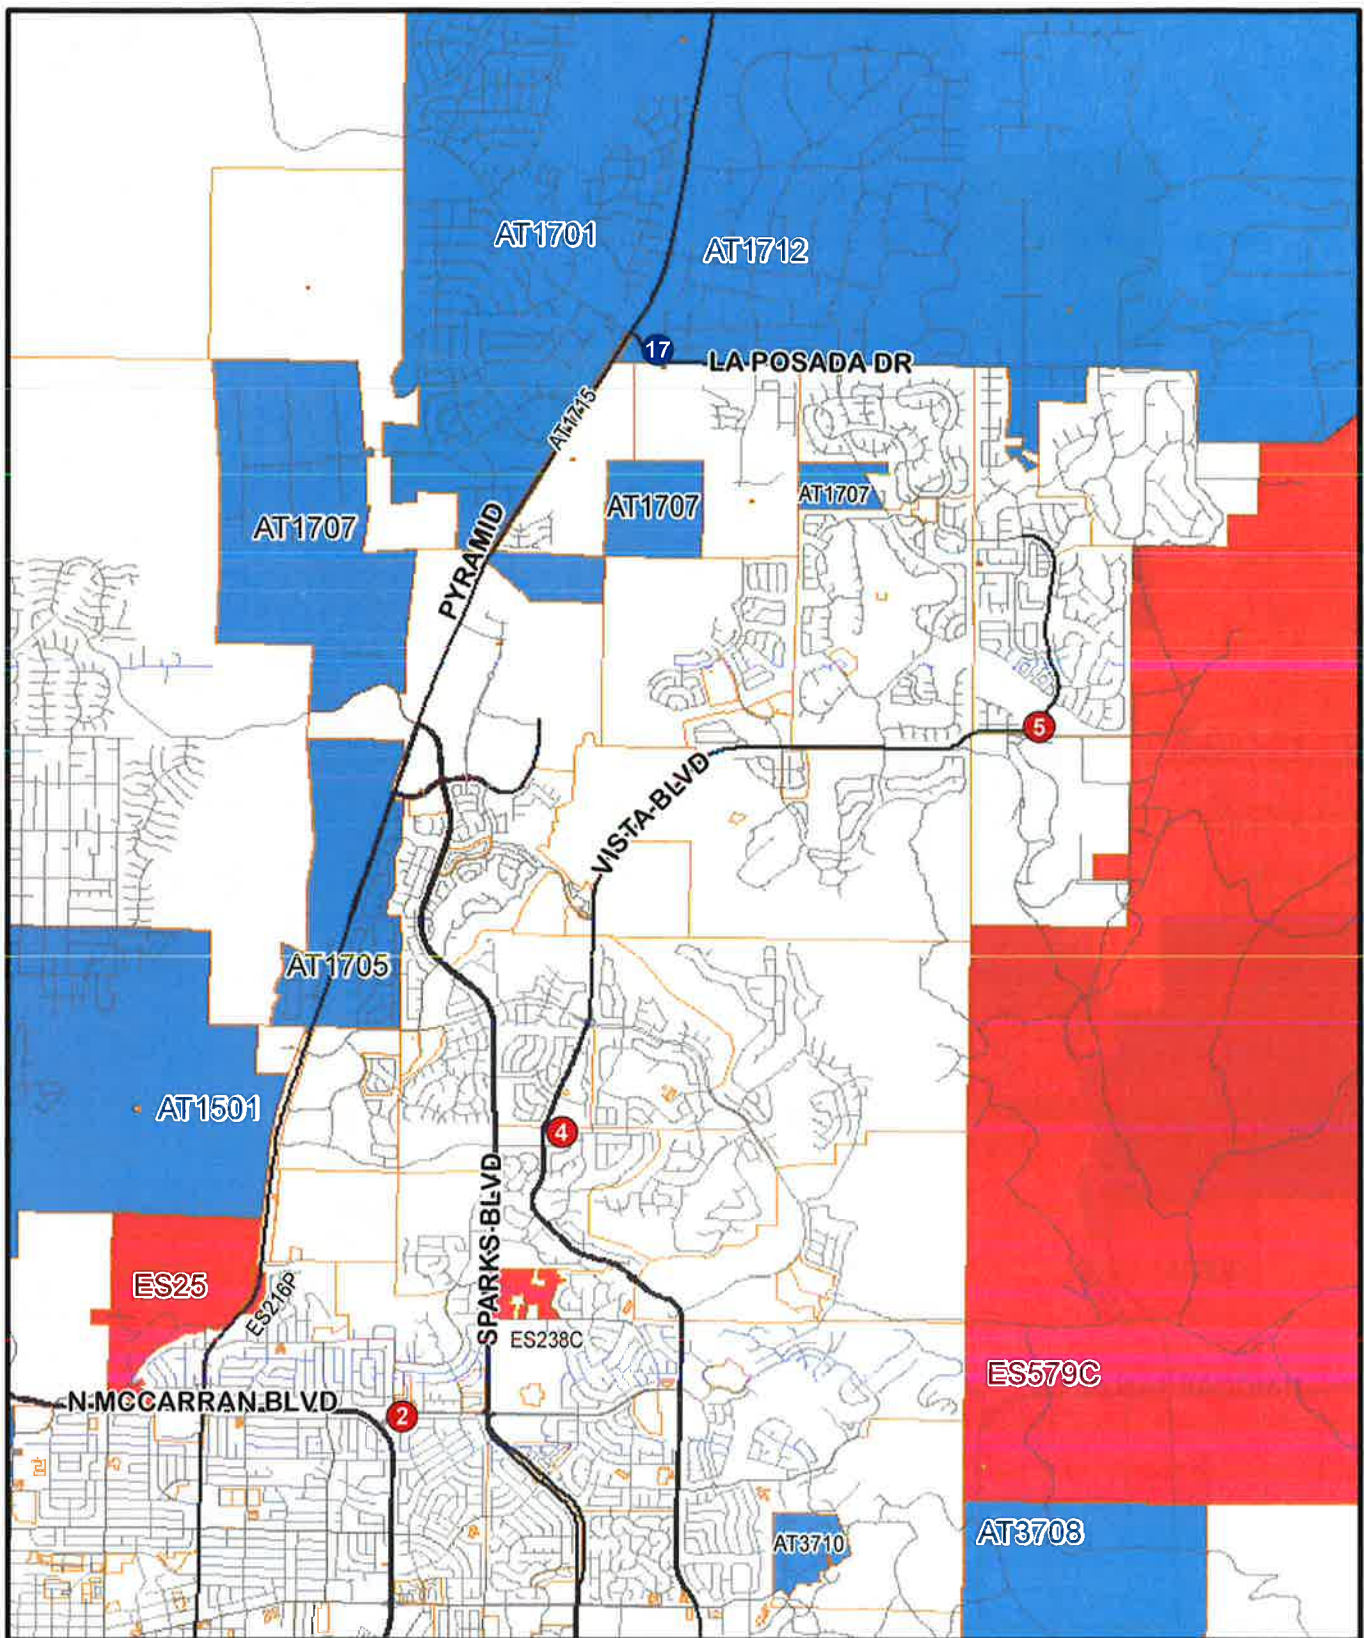 AT1701
AT1712
17
LA POSADA DR
AT1715
AT1707
AT1707
AT1707
PYRAMID
5
VISTA BLVD
AT1705
AT1501
4
SPARKS BLVD
ES25
ES216P
ES238C
ES579C
N MCCARRAN BLVD
2
AT3710
AT3708